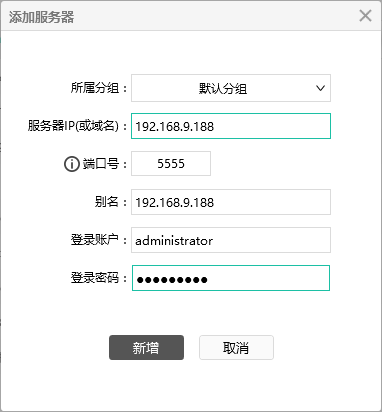 添加服务器
所属分组： 默认分组
服务器IP(或域名)： 192.168.9.188
端口号： 5555
别名： 192.168.9.188
登录账户： administrator
登录密码： ●●●●●●●●●
新增 取消